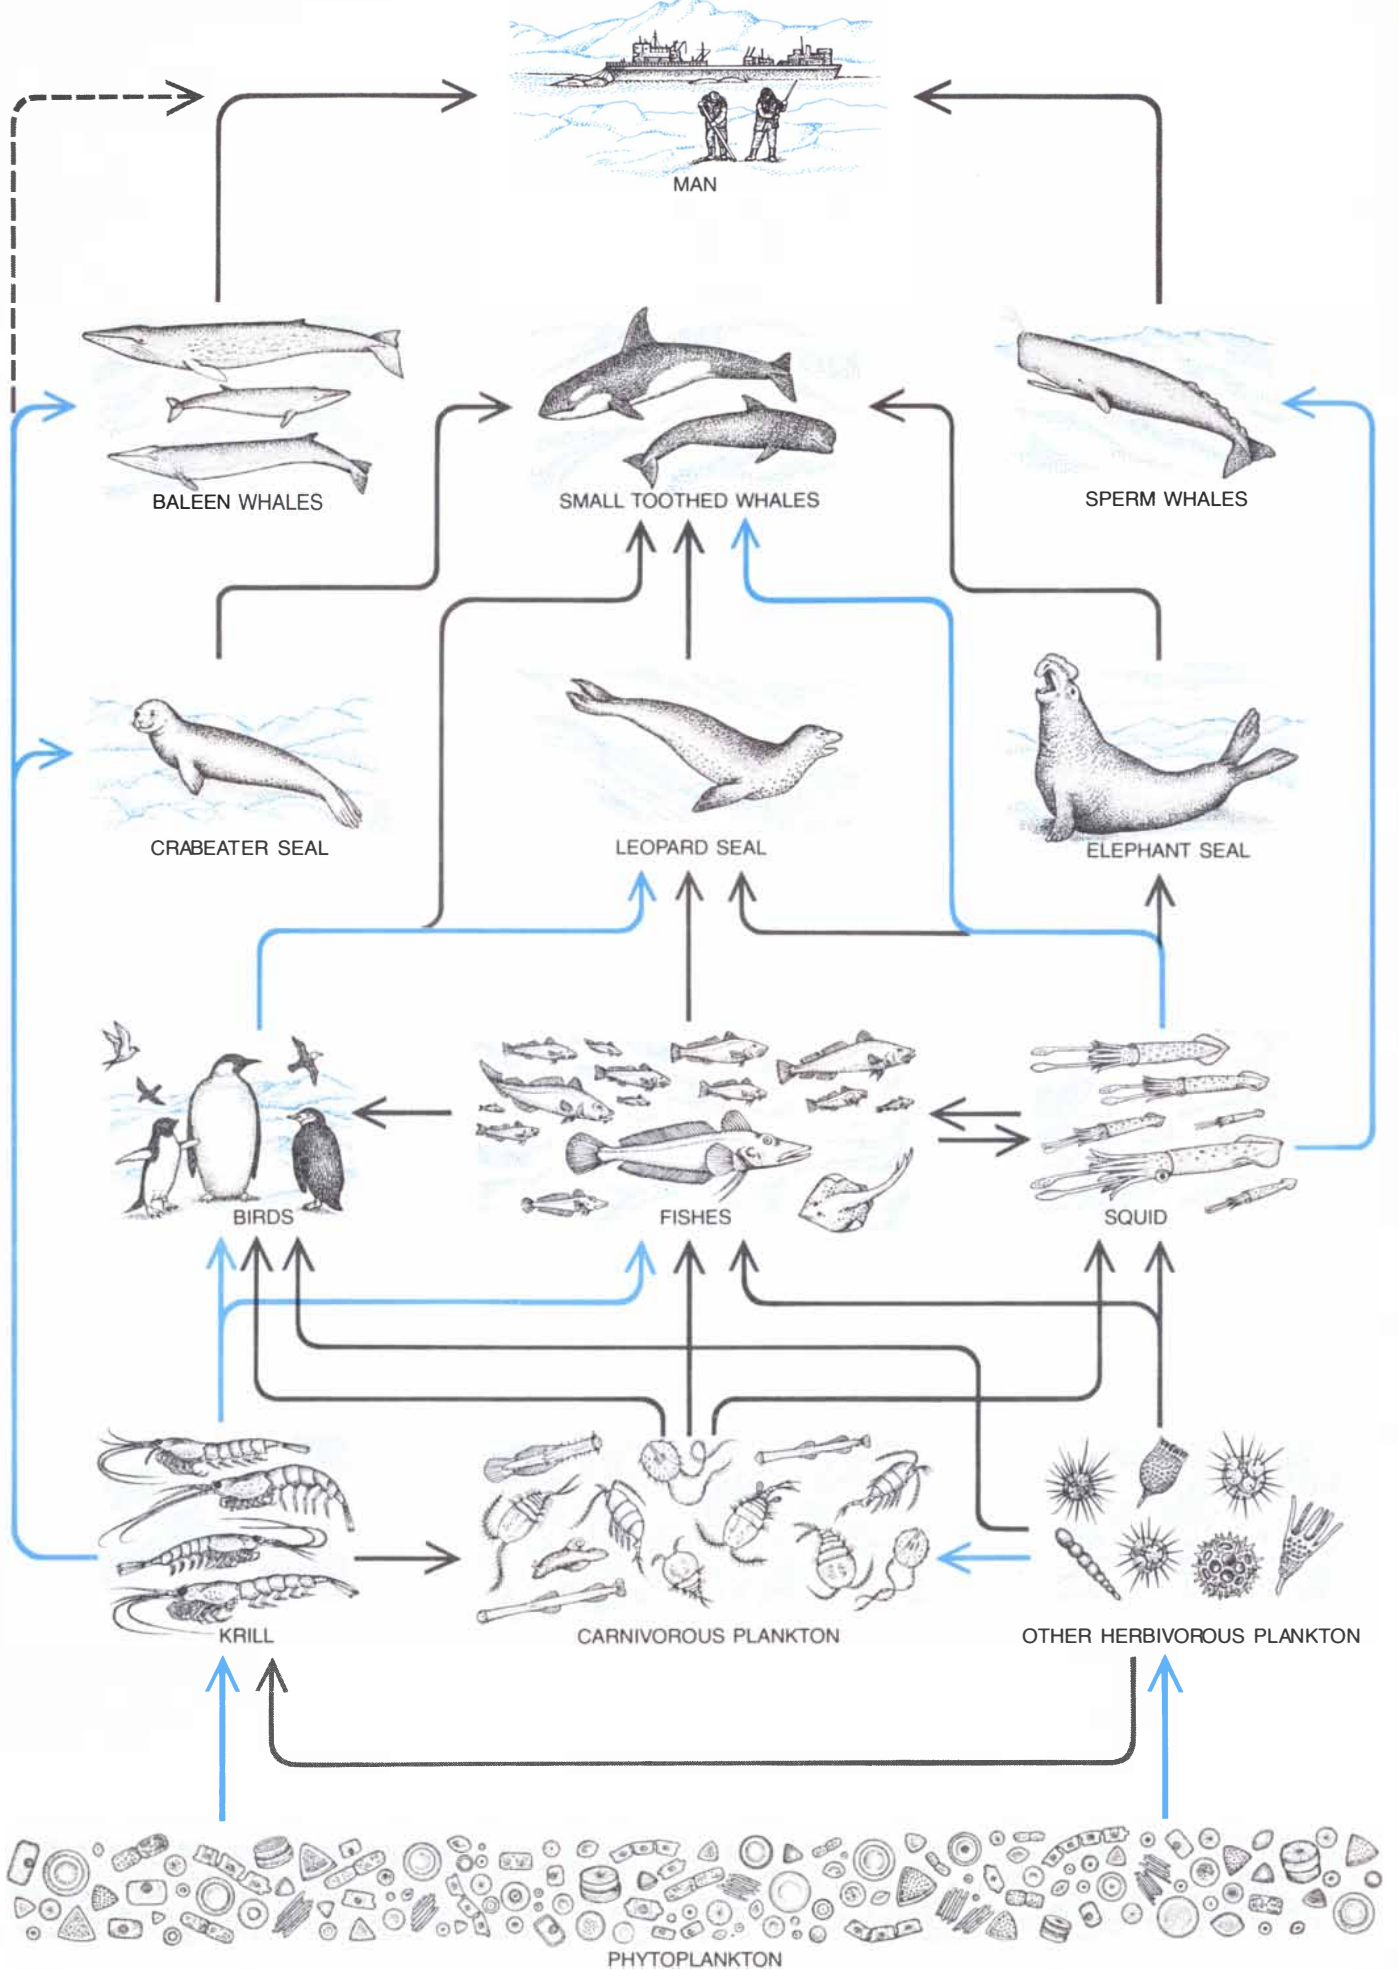 MAN
BALEEN WHALES
SMALL TOOTHED WHALES
SPERM WHALES
CRABEATER SEAL
LEOPARD SEAL
ELEPHANT SEAL
BIRDS
FISHES
SQUID
KRILL
CARNIVOROUS PLANKTON
OTHER HERBIVOROUS PLANKTON
PHYTOPLANKTON